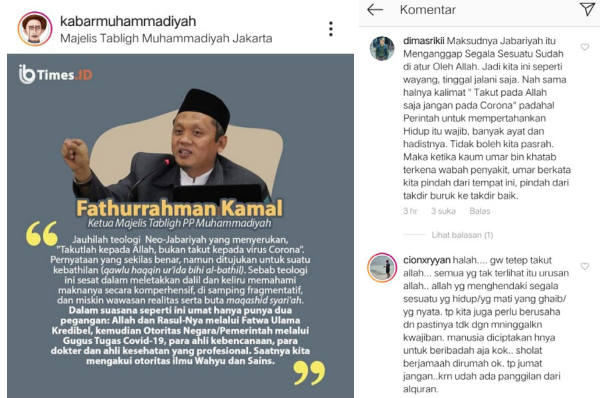 kabarmuhammadiyah
Majelis Tabligh Muhammadiyah Jakarta
ib Times.ID
Fathurrahman Kamal
Ketua Majelis Tabligh PP Muhammadiyah
“
Jauhilah teologi Neo-Jabariyah yang menyerukan,
"Takutlah kepada Allah, bukan takut kepada virus Corona".
Pernyataan yang sekilas benar, namun ditujukan untuk suatu
kebathilan (qawlu haqqin ur'ida bihi al-bathil). Sebab teologi
ini sesat dalam meletakkan dalil dan keliru memahami
maknanya secara komperhensif, di samping fragmentatif,
dan miskin wawasan realitas serta buta maqashid syari'ah.
Dalam suasana seperti ini umat hanya punya dua
pegangan: Allah dan Rasul-Nya melalui Fatwa Ulama
Kredibel, kemudian Otoritas Negara/Pemerintah melalui
Gugus Tugas Covid-19, para ahli kebencanaan, para
dokter dan ahli kesehatan yang profesional. Saatnya kita
mengakui otoritas ilmu Wahyu dan Sains.
”
Komentar
dimasrikii Maksudnya Jabariyah itu
Menganggap Segala Sesuatu Sudah
di atur Oleh Allah. Jadi kita ini seperti
wayang, tinggal jalani saja. Nah sama
halnya kalimat " Takut pada Allah
saja jangan pada Corona" padahal
Perintah untuk mempertahankan
Hidup itu wajib, banyak ayat dan
hadistnya. Tidak boleh kita pasrah.
Maka ketika kaum umar bin khatab
terkena wabah penyakit, umar berkata
kita pindah dari tempat ini, pindah dari
takdir buruk ke takdir baik.
3 hr 3 suka Balas
Lihat balasan (1)
cionxryyan halah.... gw tetep takut
allah... semua yg tak terlihat itu urusan
allah.. allah yg menghendaki segala
sesuatu yg hidup/yg mati yang ghaib/
yg nyata. tp kita juga perlu berusaha
dn pastinya tdk dgn mninggalkn
kwajiban. manusia diciptakan hnya
untuk beribadah aja kok.. sholat
berjamaah dirumah ok. tp jumat
jangan..krn udah ada panggilan dari
alquran.